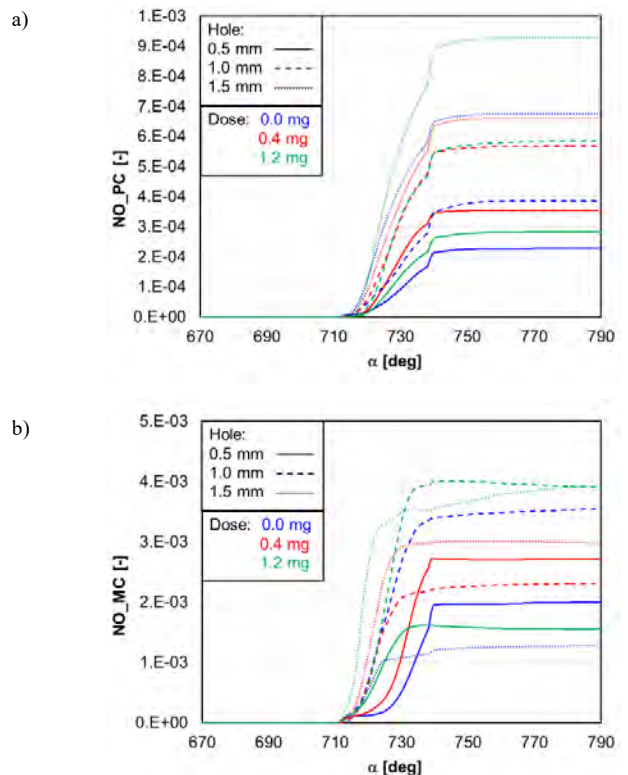 a)
1.E-03
9.E-04
8.E-04
7.E-04
6.E-04
5.E-04
4.E-04
3.E-04
2.E-04
1.E-04
0.E+00
NO_PC [-]
Hole:
0.5 mm
1.0 mm
1.5 mm
Dose: 0.0 mg
0.4 mg
1.2 mg
670 690 710 730 750 770 790
α [deg]
b)
5.E-03
4.E-03
3.E-03
2.E-03
1.E-03
0.E+00
NO_MC [-]
Hole:
0.5 mm
1.0 mm
1.5 mm
Dose: 0.0 mg
0.4 mg
1.2 mg
670 690 710 730 750 770 790
α [deg]